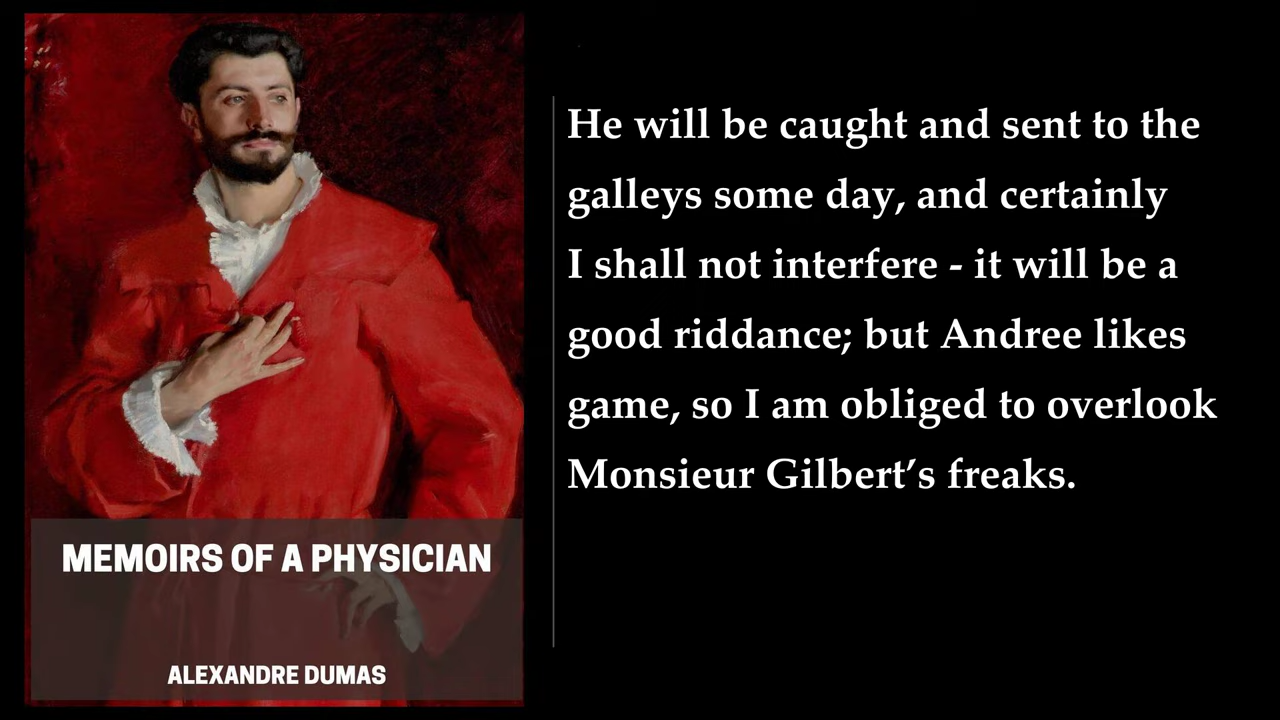 MEMOIRS OF A PHYSICIAN
ALEXANDRE DUMAS
He will be caught and sent to the
galleys some day, and certainly
I shall not interfere - it will be a
good riddance; but Andree likes
game, so I am obliged to overlook
Monsieur Gilbert’s freaks.